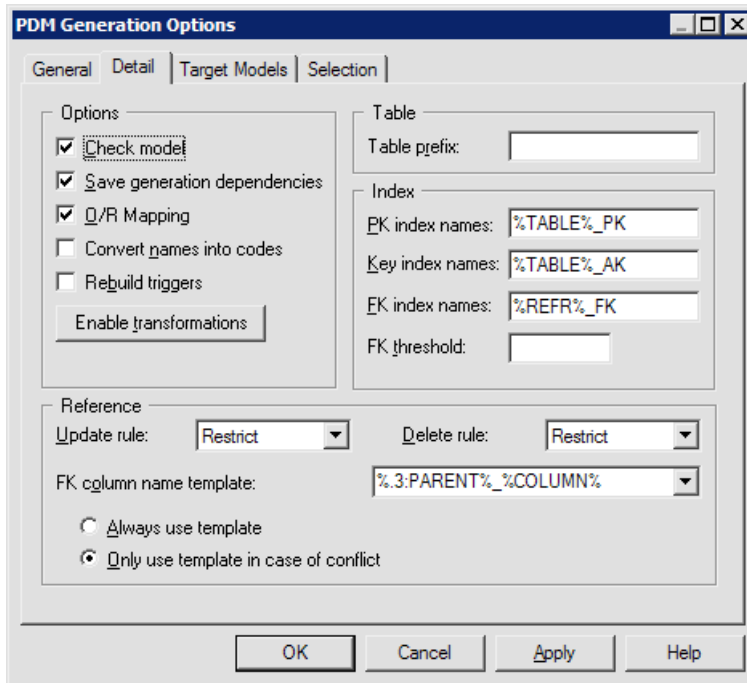 PDM Generation Options
General Detail Target Models Selection
Options
Check model
Save generation dependencies
O/R Mapping
Convert names into codes
Rebuild triggers
Enable transformations
Table
Table prefix:
Index
PK index names: %TABLE%_PK
Key index names: %TABLE%_AK
FK index names: %REFR%_FK
FK threshold:
Reference
Update rule: Restrict Delete rule: Restrict
FK column name template: %.3:PARENT%_%COLUMN%
Always use template
Only use template in case of conflict
OK Cancel Apply Help